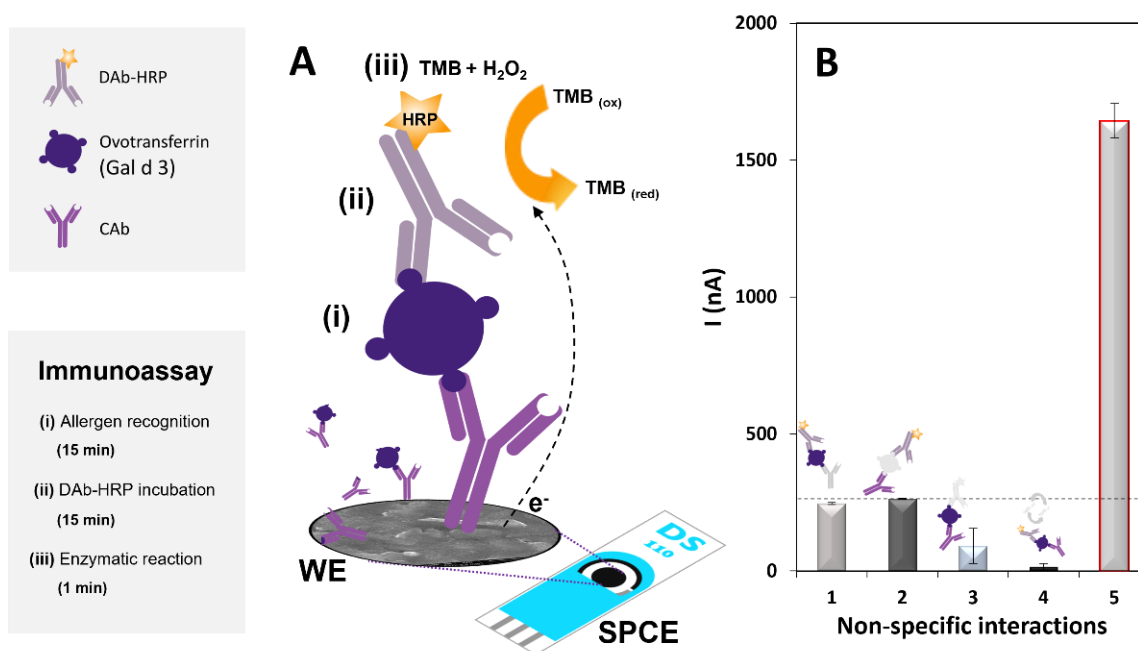 DAb-HRP
Ovotransferrin
(Gal d 3)
CAb
Immunoassay
(i) Allergen recognition
(15 min)
(ii) DAb-HRP incubation
(15 min)
(iii) Enzymatic reaction
(1 min)
A
(iii) TMB + H₂O₂
HRP
TMB (ox)
TMB (red)
(ii)
(i)
e⁻
WE
DS
110
SPCE
B
I (nA)
2000
1500
1000
500
0
1 2 3 4 5
Non-specific interactions